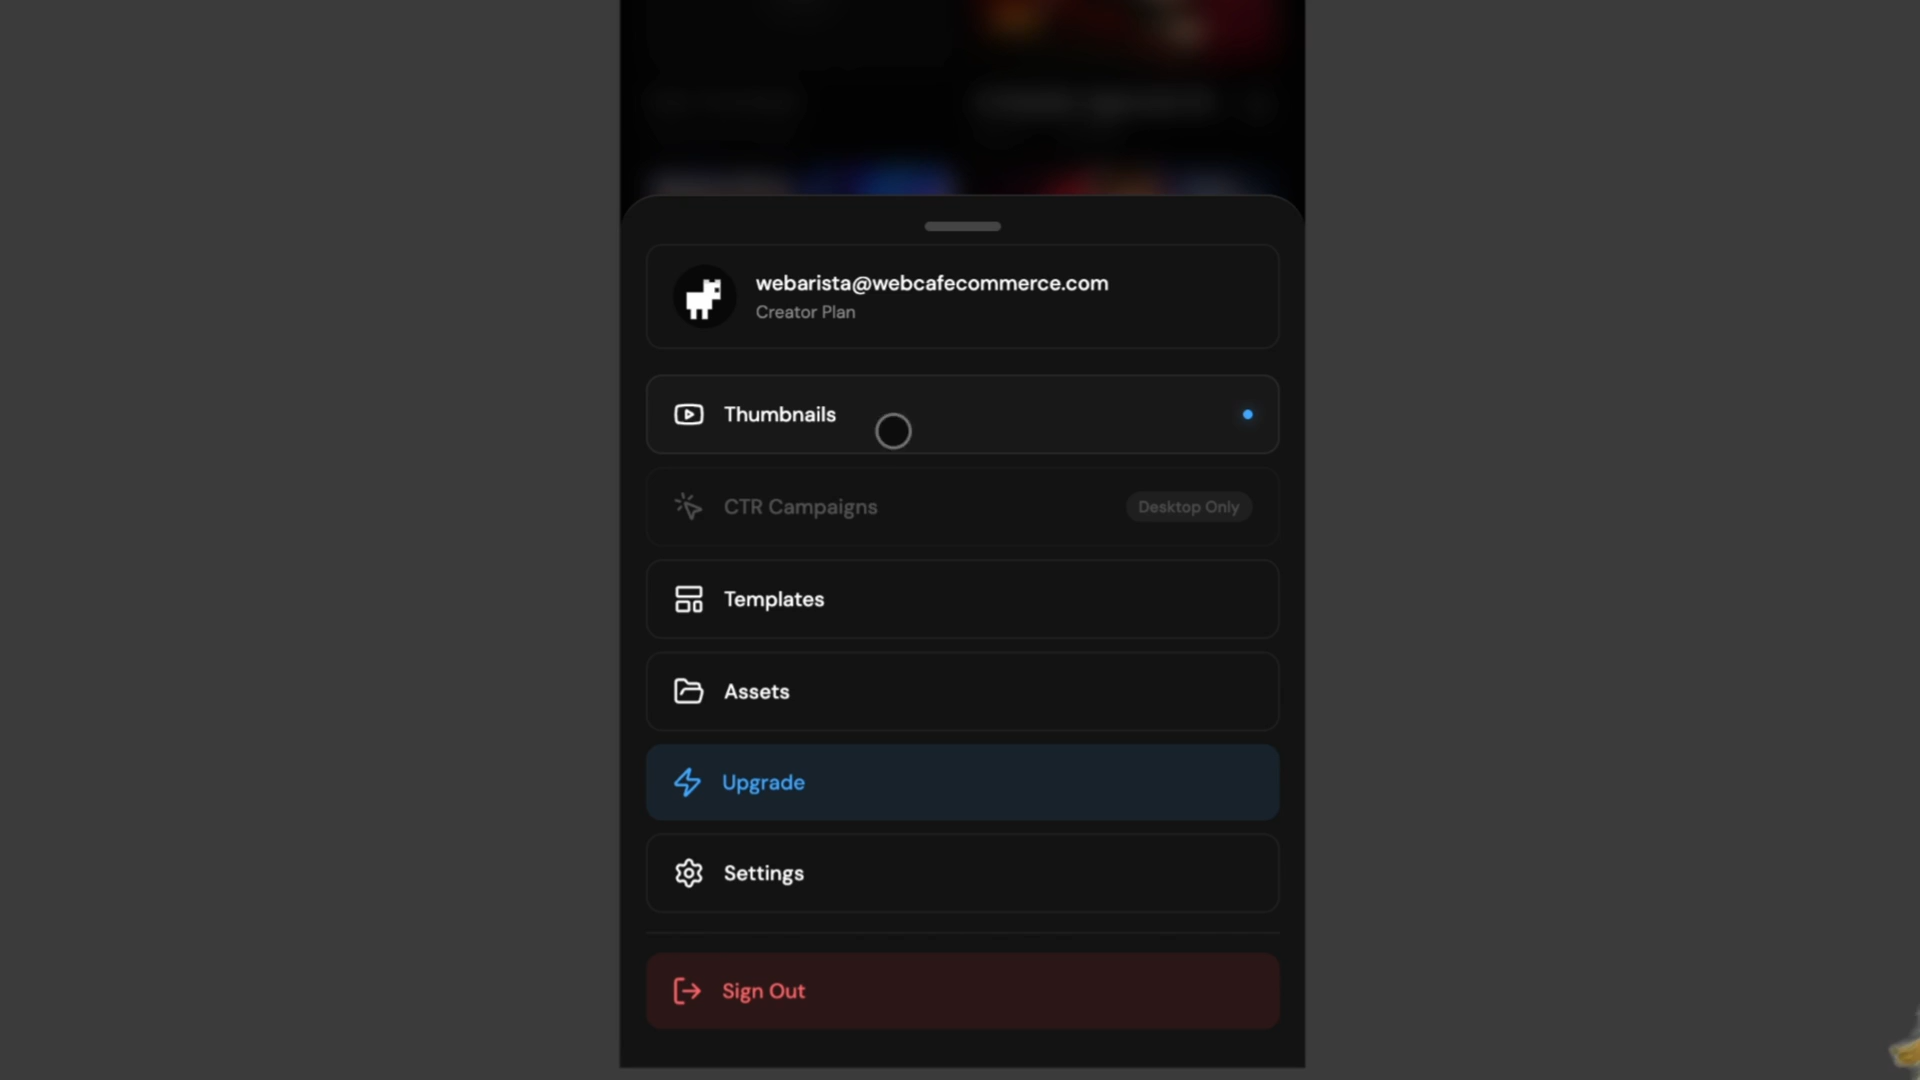 webarista@webcafecommerce.com
Creator Plan
Thumbnails
CTR Campaigns
Desktop Only
Templates
Assets
Upgrade
Settings
Sign Out